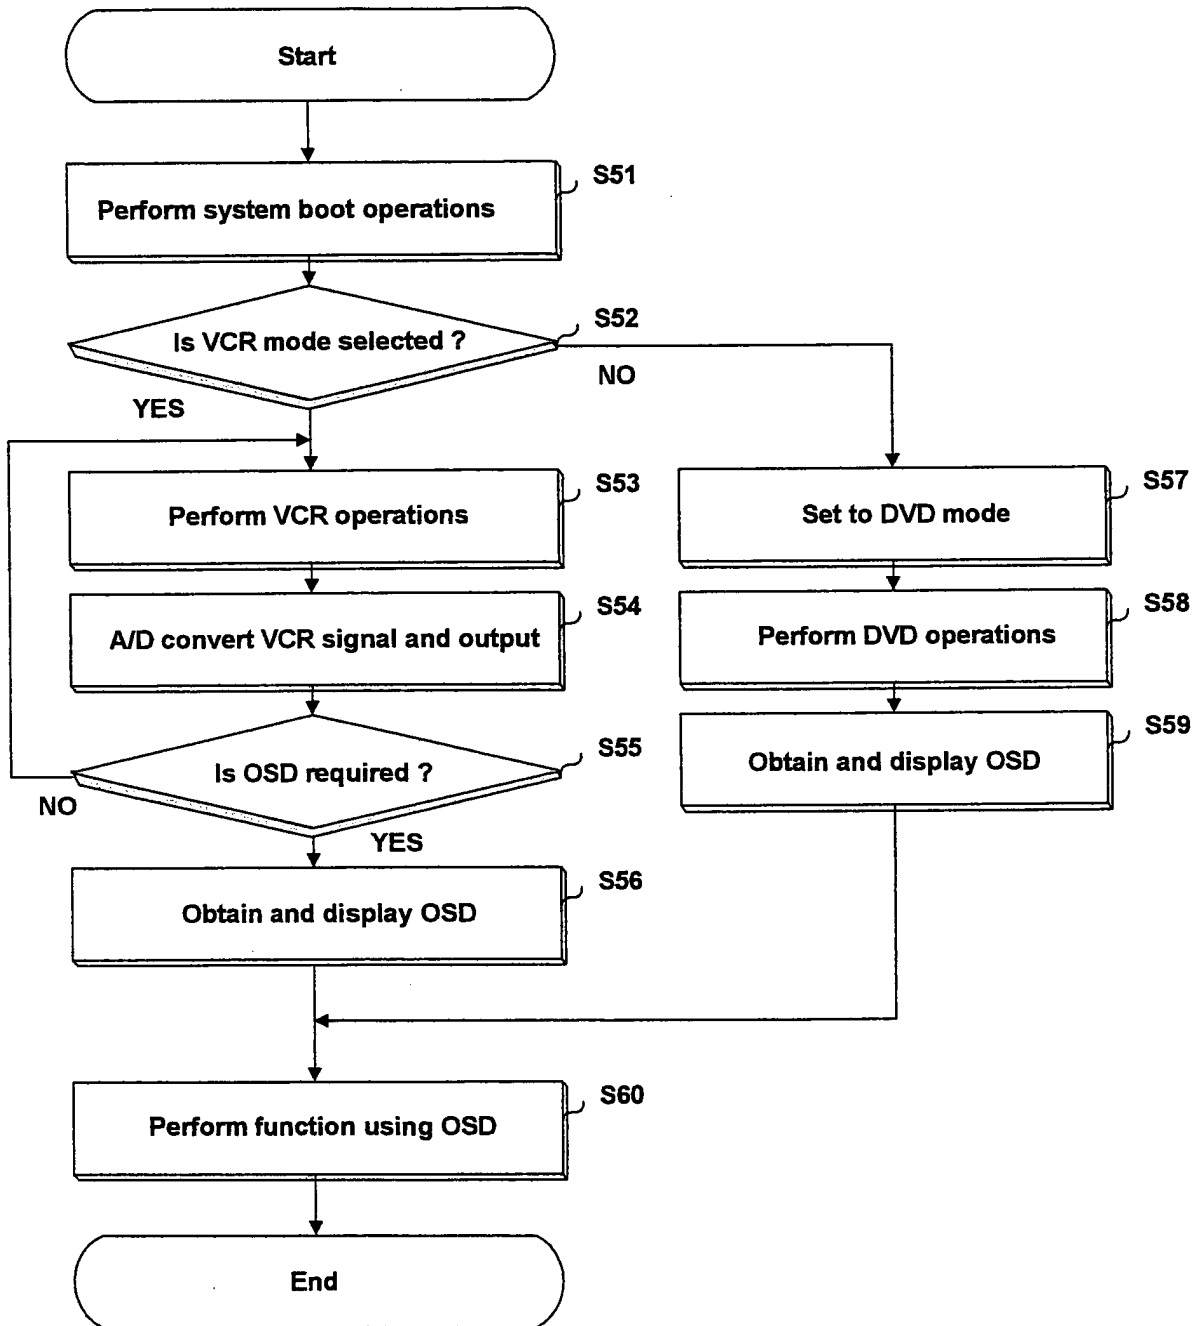 Start
S51
Perform system boot operations
S52
Is VCR mode selected ?
NO
YES
S53
Perform VCR operations
S57
Set to DVD mode
S54
A/D convert VCR signal and output
S58
Perform DVD operations
S55
Is OSD required ?
NO
YES
S59
Obtain and display OSD
S56
Obtain and display OSD
S60
Perform function using OSD
End